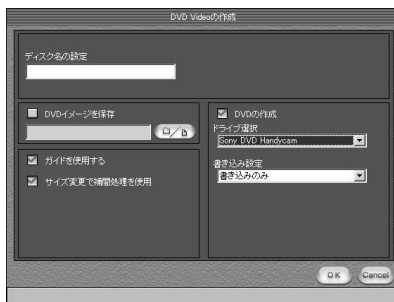 DVD Videoの作成
ディスク名の設定
DVDイメージを保存
ガイドを使用する
サイズ変更で補間処理を使用
DVDの作成
ドライブ選択
Sony DVD Handycam
書き込み設定
書き込みのみ
OK
Cancel